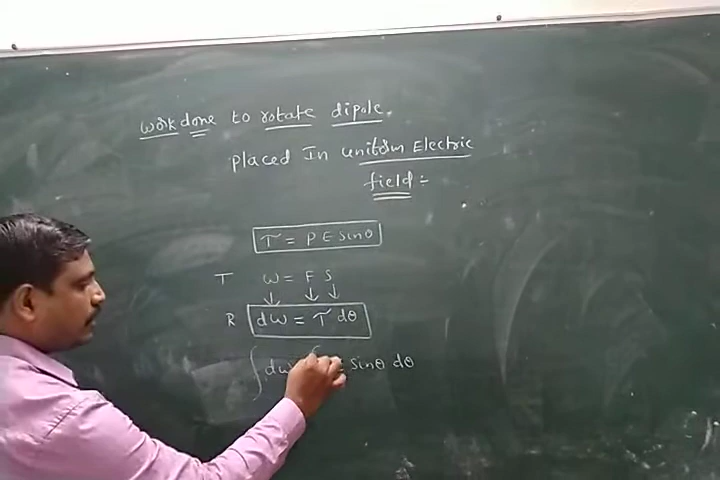 work done to rotate dipole.
placed In uniform Electric
field :-
τ = P E sinθ
T W = F S
↓ ↓ ↓
R dW = τ dθ
∫ dW sinθ dθ